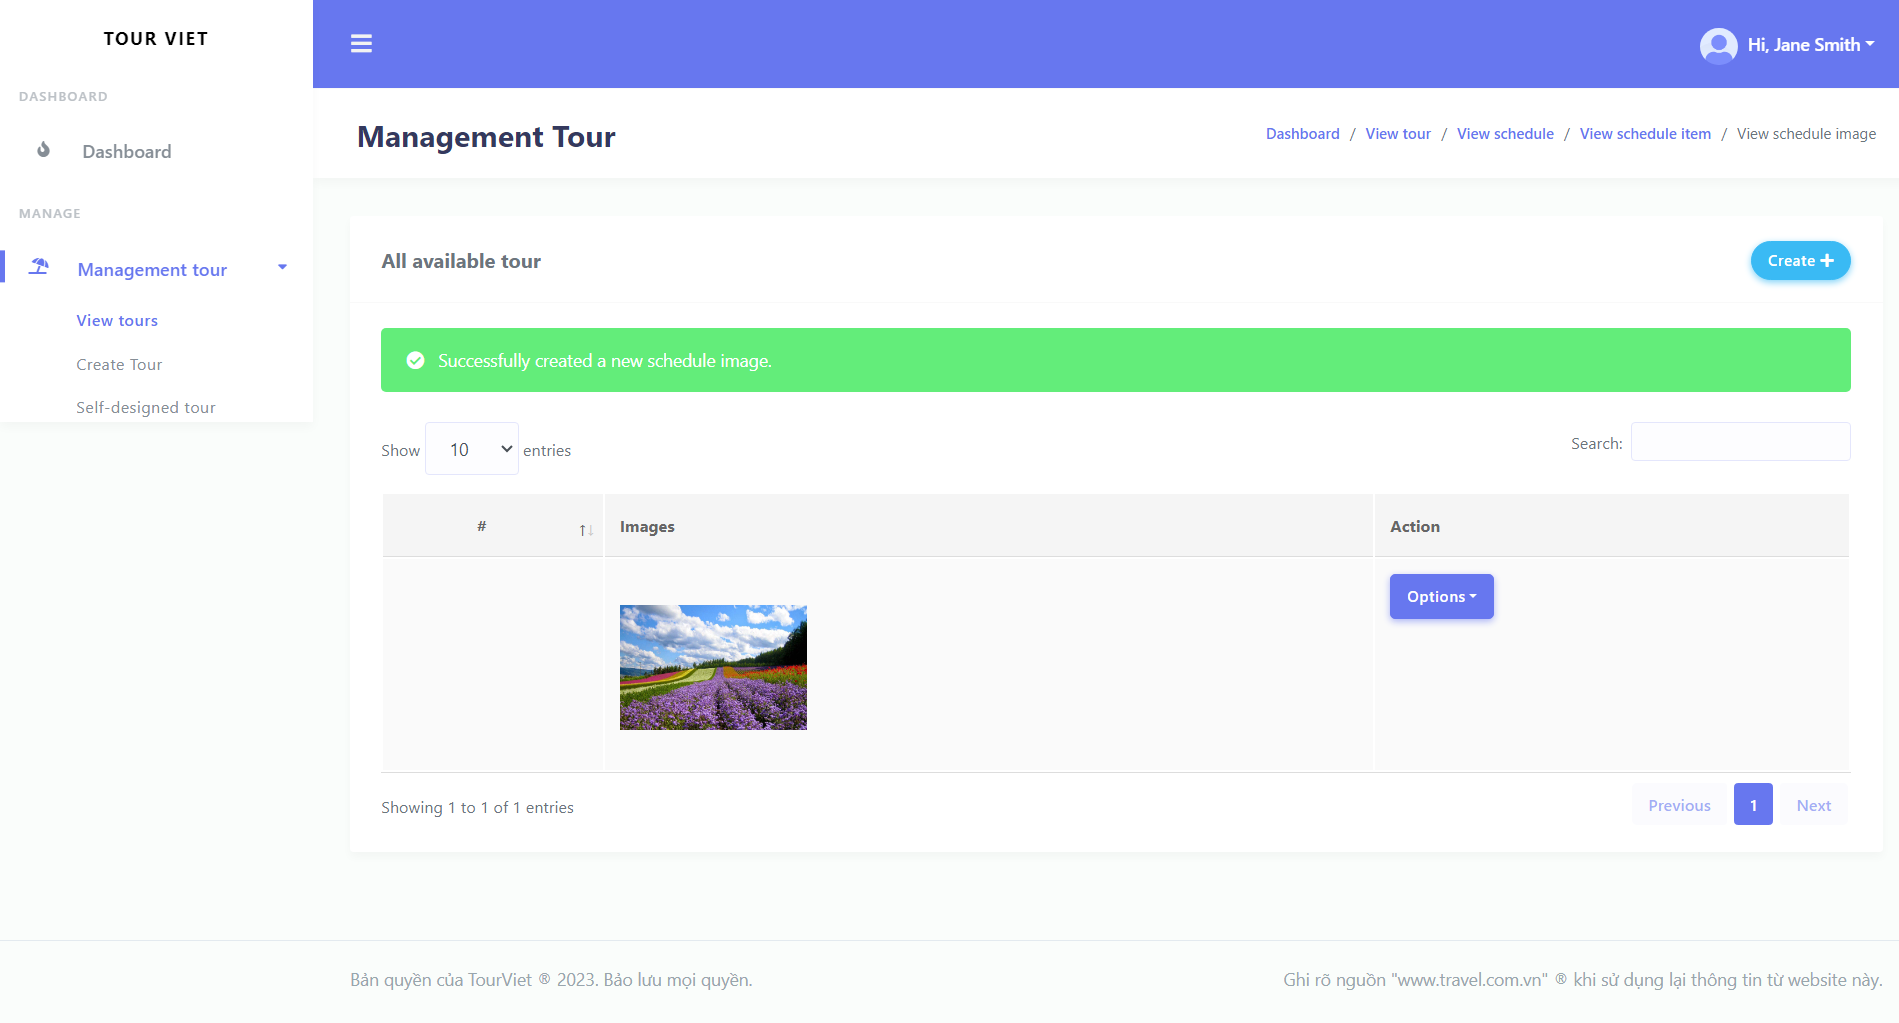 TOUR VIET
Hi, Jane Smith
DASHBOARD
Dashboard
MANAGE
Management tour
View tours
Create Tour
Self-designed tour
Management Tour
Dashboard / View tour / View schedule / View schedule item / View schedule image
All available tour
Create
Successfully created a new schedule image.
Show 10 entries
Search:
# Images Action
Options
Showing 1 to 1 of 1 entries
Previous 1 Next
Bản quyền của TourViet ® 2023. Bảo lưu mọi quyền.
Ghi rõ nguồn "www.travel.com.vn" ® khi sử dụng lại thông tin từ website này.